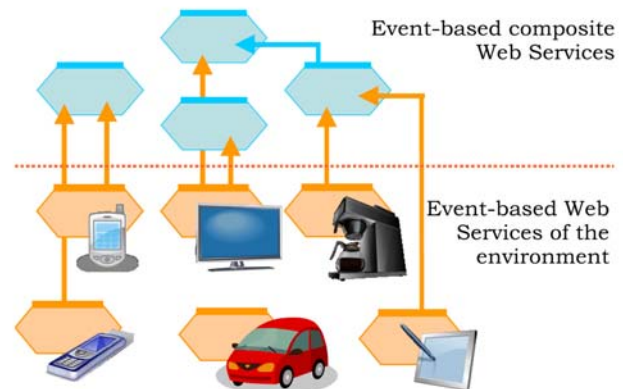 Event-based composite
Web Services
Event-based Web
Services of the
environment